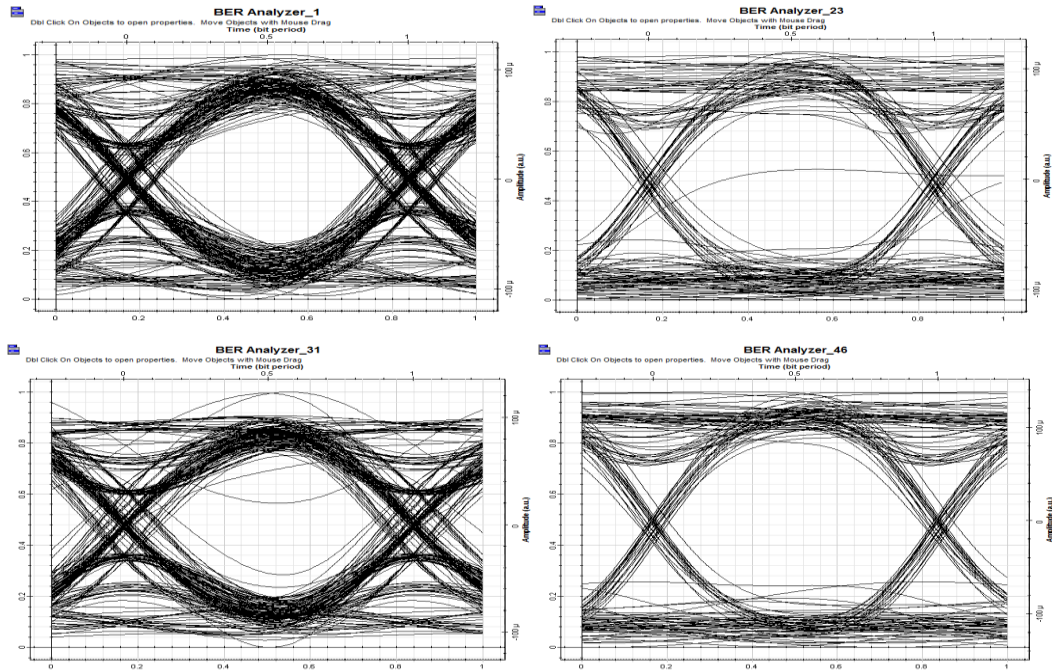 BER Analyzer_1
Dbl Click On Objects to open properties. Move Objects with Mouse Drag
Time (bit period)
0 0.5 1
1
0.8
0.6
0.4
0.2
0
Amplitude (a.u.)
100 µ
0
-100 µ
0 0.2 0.4 0.6 0.8 1
BER Analyzer_23
Dbl Click On Objects to open properties. Move Objects with Mouse Drag
Time (bit period)
0 0.5 1
1
0.8
0.6
0.4
0.2
0
Amplitude (a.u.)
100 µ
0
-100 µ
0 0.2 0.4 0.6 0.8 1
BER Analyzer_31
Dbl Click On Objects to open properties. Move Objects with Mouse Drag
Time (bit period)
0 0.5 1
1
0.8
0.6
0.4
0.2
0
Amplitude (a.u.)
100 µ
0
-100 µ
0 0.2 0.4 0.6 0.8 1
BER Analyzer_46
Dbl Click On Objects to open properties. Move Objects with Mouse Drag
Time (bit period)
0 0.5 1
1
0.8
0.6
0.4
0.2
0
Amplitude (a.u.)
100 µ
0
-100 µ
0 0.2 0.4 0.6 0.8 1